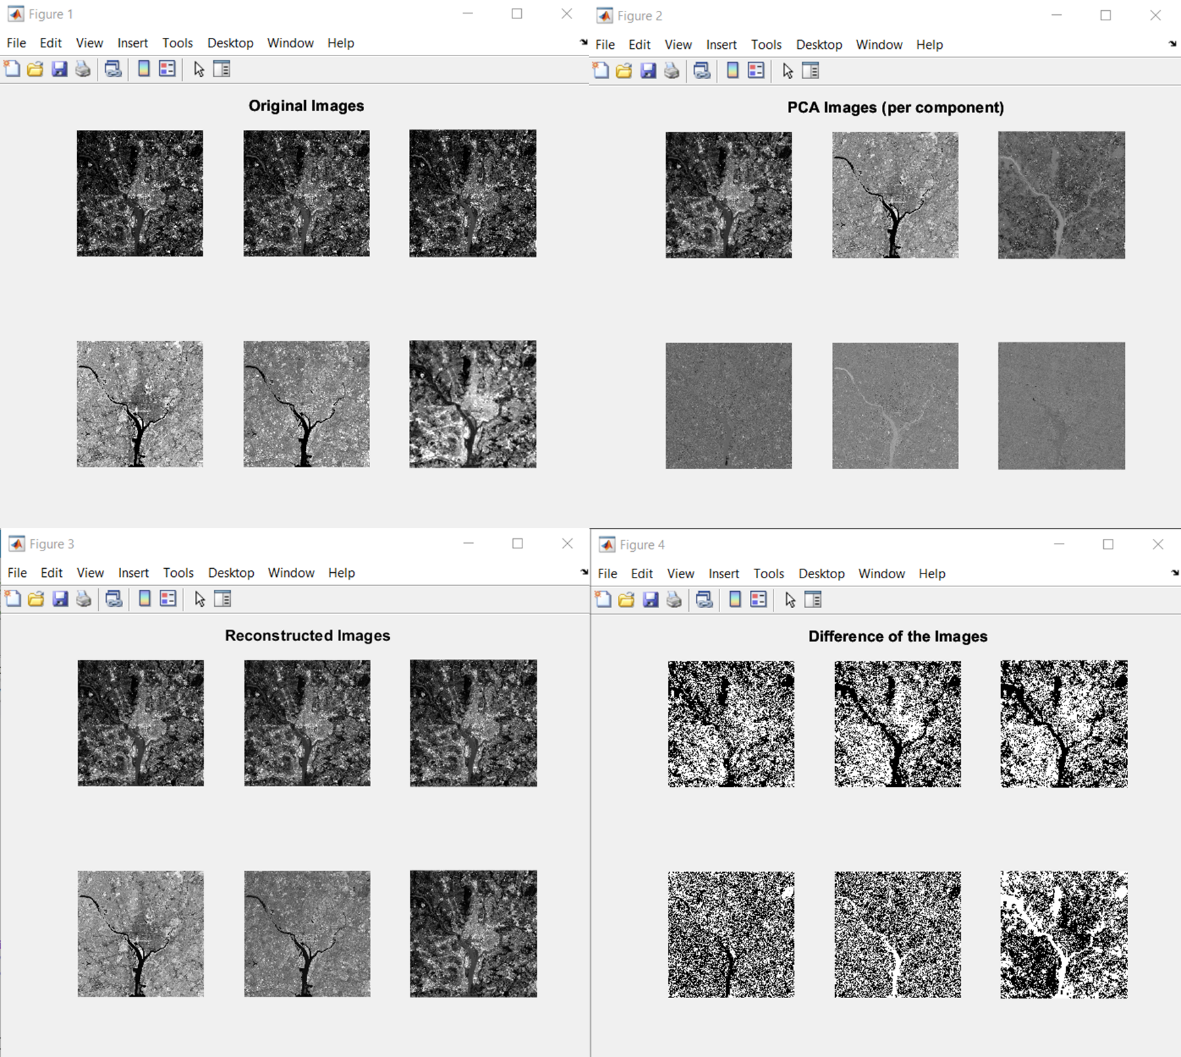 Figure 1
File Edit View Insert Tools Desktop Window Help
Original Images
Figure 2
File Edit View Insert Tools Desktop Window Help
PCA Images (per component)
Figure 3
File Edit View Insert Tools Desktop Window Help
Reconstructed Images
Figure 4
File Edit View Insert Tools Desktop Window Help
Difference of the Images